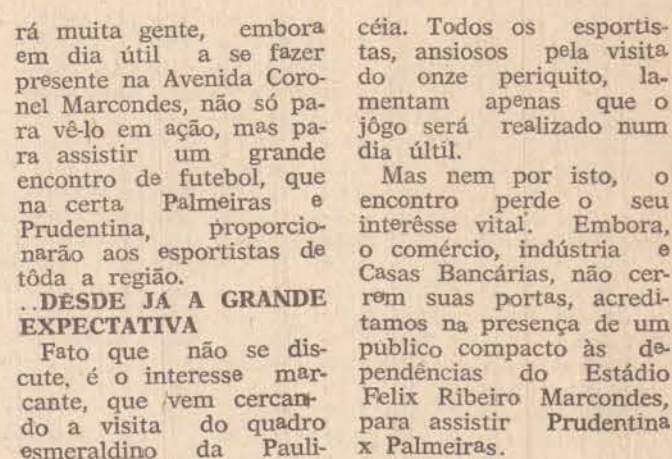 rá muita gente, embora
em dia útil a se fazer
presente na Avenida Coro-
nel Marcondes, não só pa-
ra vê-lo em ação, mas pa-
ra assistir um grande
encontro de futebol, que
na certa Palmeiras e
Prudentina, proporcio-
narão aos esportistas de
tôda a região.
..DESDE JÁ A GRANDE
EXPECTATIVA
Fato que não se dis-
cute, é o interesse mar-
cante, que vem cercan-
do a visita do quadro
esmeraldino da Pauli-
céia. Todos os esportis-
tas, ansiosos pela visita
do onze periquito, la-
mentam apenas que o
jôgo será realizado num
dia últil.
Mas nem por isto, o
encontro perde o seu
interêsse vital. Embora,
o comércio, indústria e
Casas Bancárias, não cer-
rem suas portas, acredi-
tamos na presença de um
publico compacto às de-
pendências do Estádio
Felix Ribeiro Marcondes,
para assistir Prudentina
x Palmeiras.